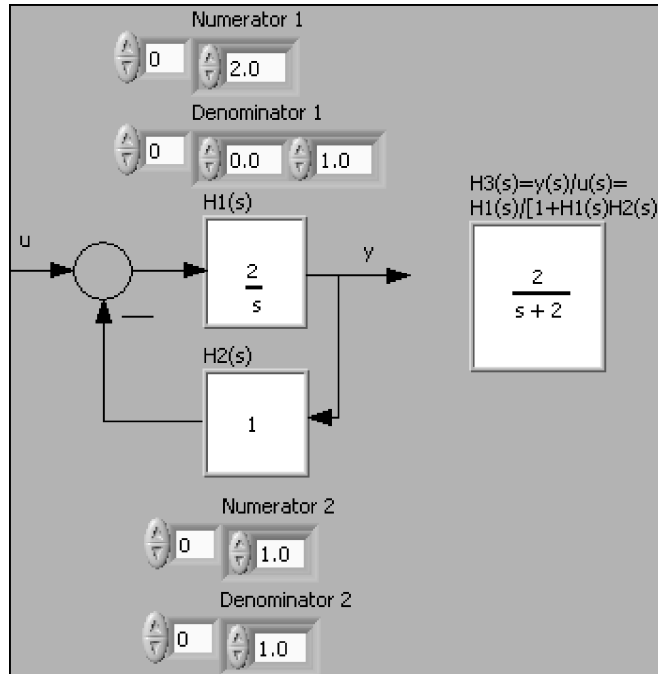 Numerator 1
0 2.0
Denominator 1
0 0.0 1.0
H1(s)
H3(s)=y(s)/u(s)=
H1(s)/[1+H1(s)H2(s)
u
y
2
s
2
s + 2
H2(s)
1
Numerator 2
0 1.0
Denominator 2
0 1.0